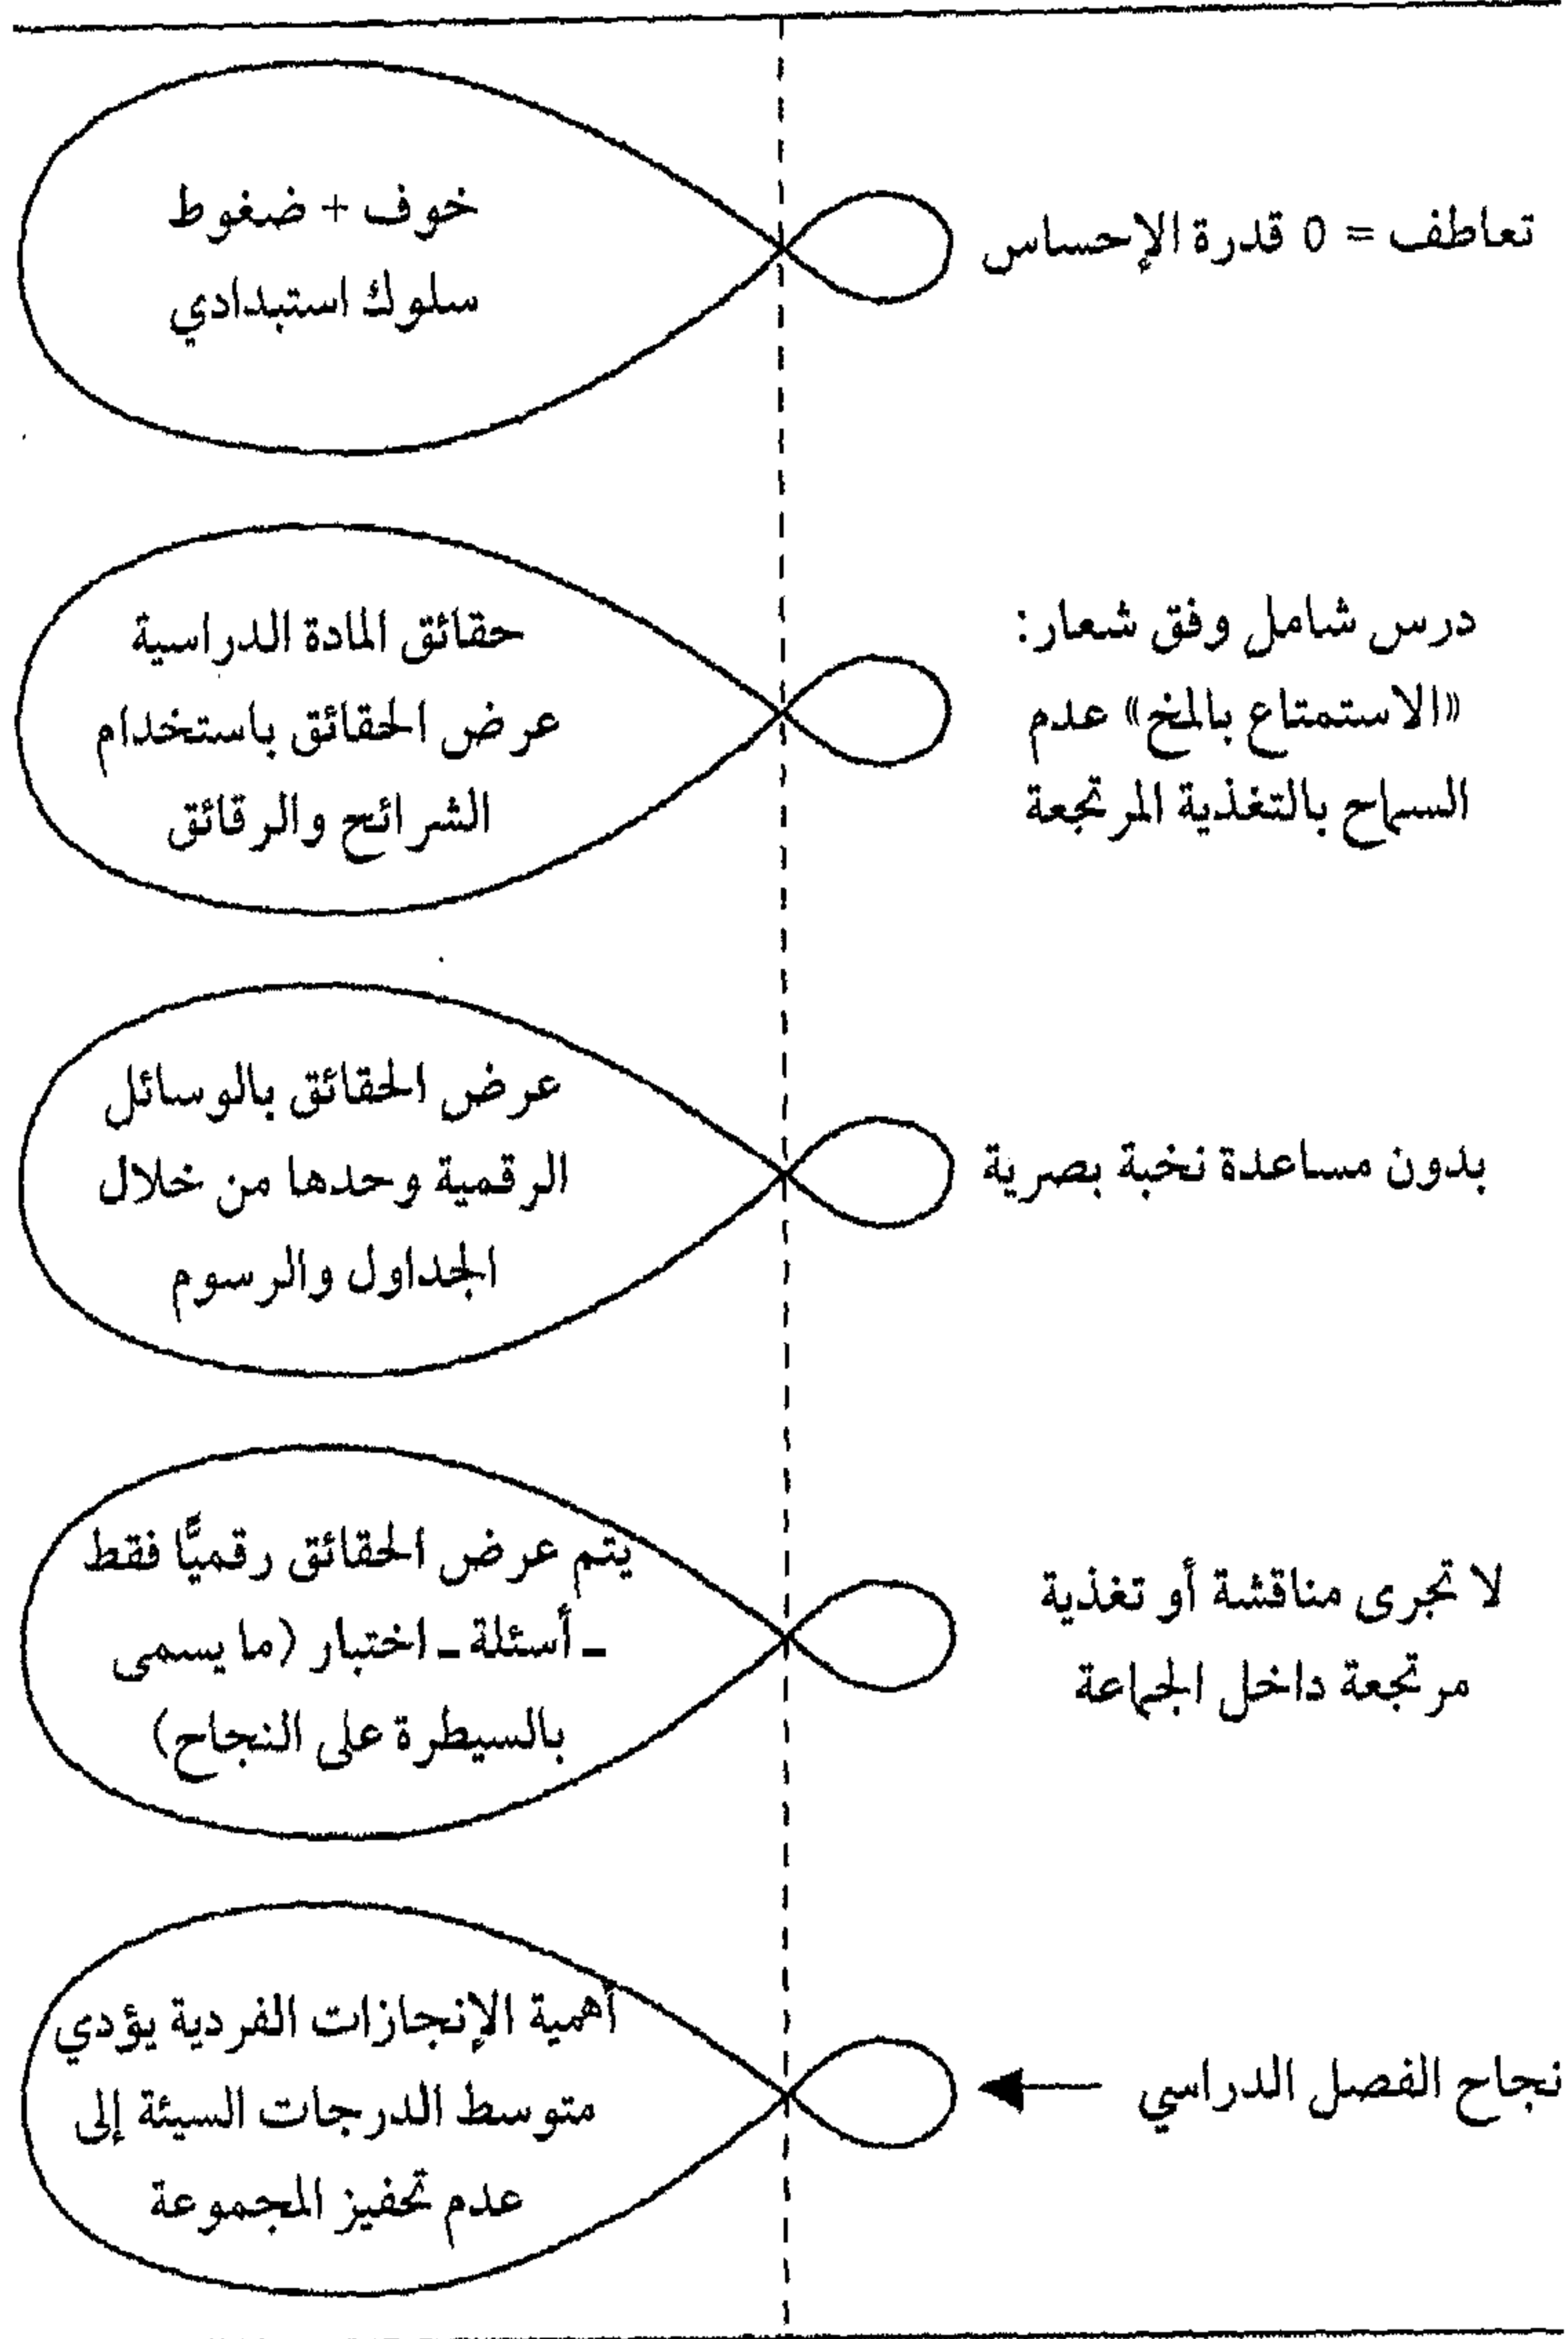 تعاطف = 0 قدرة الإحساس
خوف + ضغوط
سلوك استبدادي
درس شامل وفق شعار:
«الاستمتاع بالمخ» عدم
السماح بالتغذية المرتجعة
حقائق المادة الدراسية
عرض الحقائق باستخدام
الشرائح والرقائق
بدون مساعدة نخبة بصرية
عرض الحقائق بالوسائل
الرقمية وحدها من خلال
الجداول والرسوم
لا تجرى مناقشة أو تغذية
مرتجعة داخل الجماعة
يتم عرض الحقائق رقميًّا فقط
ـ أسئلة ـ اختبار (ما يسمى
بالسيطرة على النجاح)
نجاح الفصل الدراسي
أهمية الإنجازات الفردية يؤدي
متوسط الدرجات السيئة إلى
عدم تحفيز المجموعة